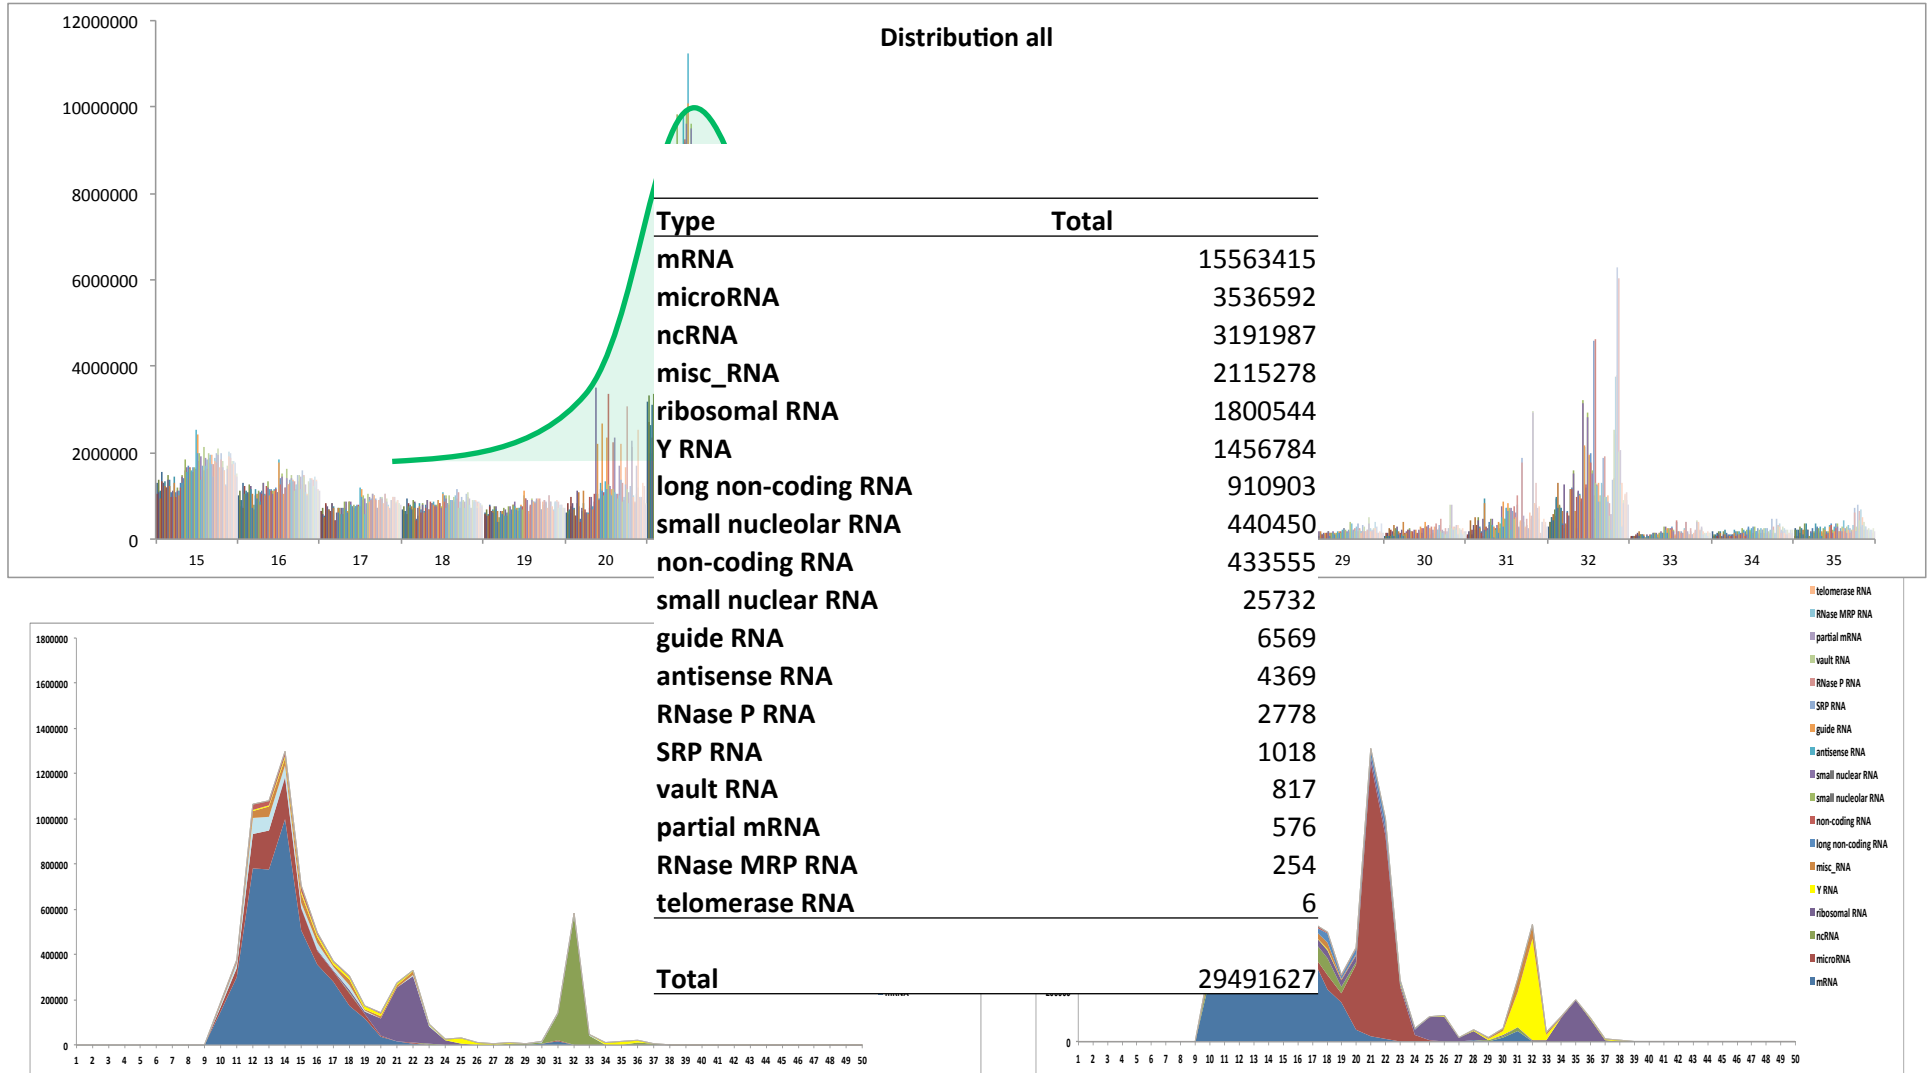 Distribution all
12000000
10000000
8000000
6000000
4000000
2000000
0
15 16 17 18 19 20 29 30 31 32 33 34 35
Type Total
mRNA 15563415
microRNA 3536592
ncRNA 3191987
misc_RNA 2115278
ribosomal RNA 1800544
Y RNA 1456784
long non-coding RNA 910903
small nucleolar RNA 440450
non-coding RNA 433555
small nuclear RNA 25732
guide RNA 6569
antisense RNA 4369
RNase P RNA 2778
SRP RNA 1018
vault RNA 817
partial mRNA 576
RNase MRP RNA 254
telomerase RNA 6
Total 29491627
1800000
1600000
1400000
1200000
1000000
800000
600000
400000
200000
0
1 2 3 4 5 6 7 8 9 10 11 12 13 14 15 16 17 18 19 20 21 22 23 24 25 26 27 28 29 30 31 32 33 34 35 36 37 38 39 40 41 42 43 44 45 46 47 48 49 50
telomerase RNA
RNase MRP RNA
partial mRNA
vault RNA
RNase P RNA
SRP RNA
guide RNA
antisense RNA
small nuclear RNA
small nucleolar RNA
non-coding RNA
long non-coding RNA
misc_RNA
Y RNA
ribosomal RNA
ncRNA
microRNA
mRNA
0
1 2 3 4 5 6 7 8 9 10 11 12 13 14 15 16 17 18 19 20 21 22 23 24 25 26 27 28 29 30 31 32 33 34 35 36 37 38 39 40 41 42 43 44 45 46 47 48 49 50